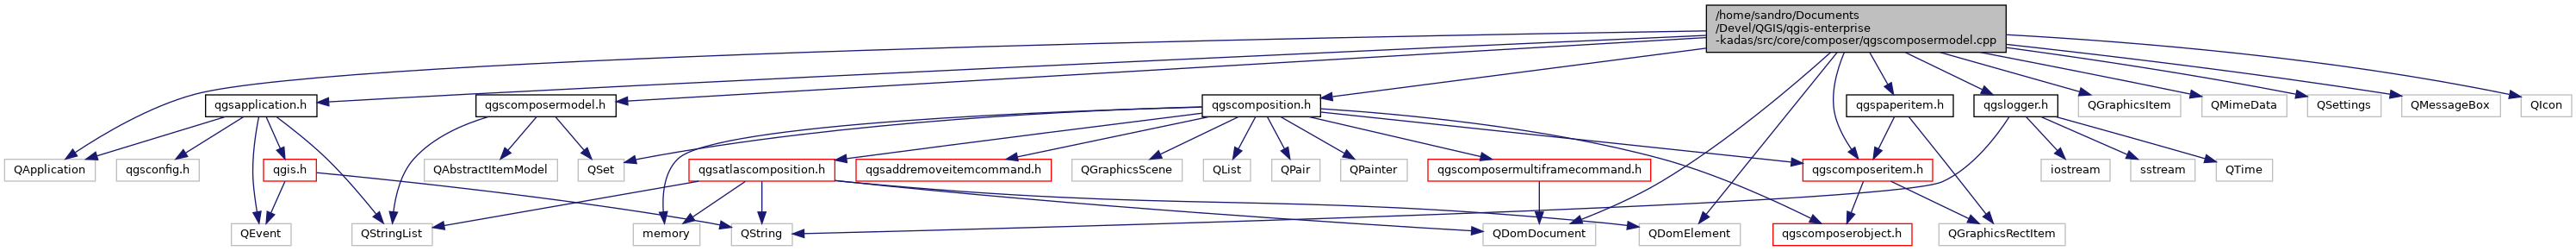 /home/sandro/Documents
/Devel/QGIS/qgis-enterprise
-kadas/src/core/composer/qgscomposermodel.cpp
qgsapplication.h
qgscomposermodel.h
qgscomposition.h
qgspaperitem.h
qgslogger.h
QGraphicsItem
QMimeData
QSettings
QMessageBox
QIcon
QApplication
qgsconfig.h
qgis.h
QAbstractItemModel
QSet
qgsatlascomposition.h
qgsaddremoveitemcommand.h
QGraphicsScene
QList
QPair
QPainter
qgscomposermultiframecommand.h
qgscomposeritem.h
iostream
sstream
QTime
QEvent
QStringList
memory
QString
QDomDocument
QDomElement
qgscomposerobject.h
QGraphicsRectItem